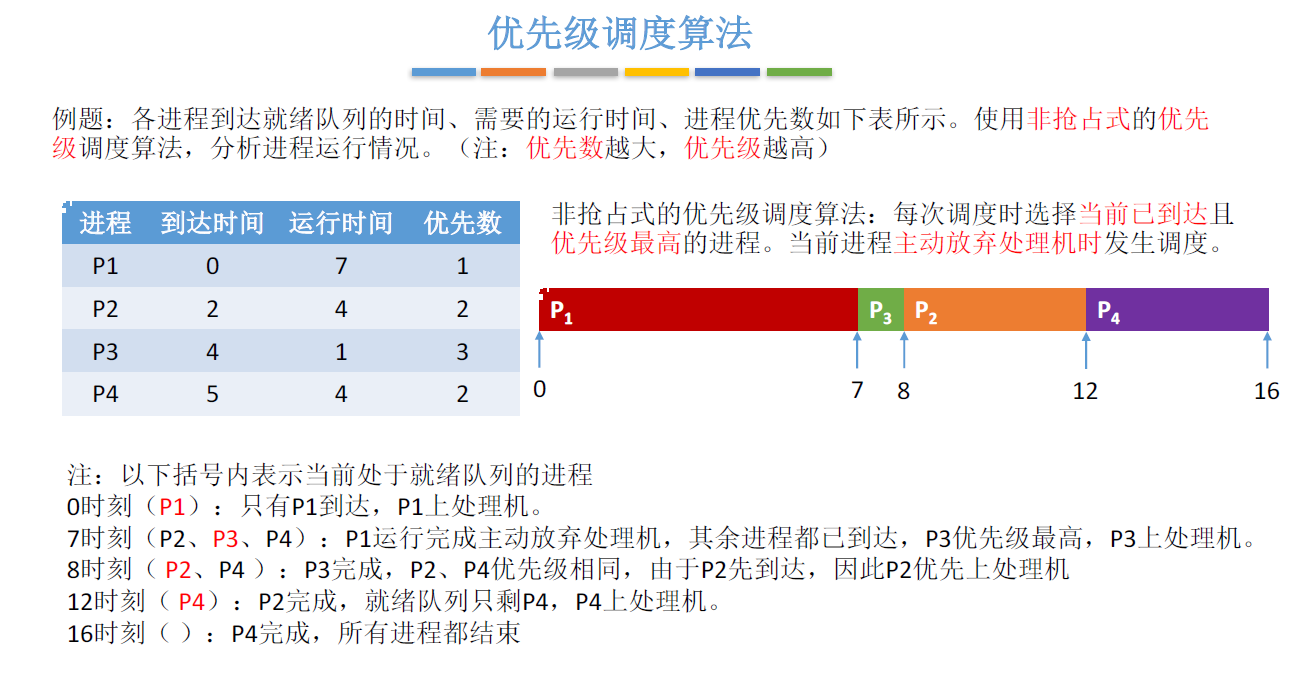 优先级调度算法
例题：各进程到达就绪队列的时间、需要的运行时间、进程优先数如下表所示。使用非抢占式的优先
级调度算法，分析进程运行情况。（注：优先数越大，优先级越高）
进程 到达时间 运行时间 优先数
P1 0 7 1
P2 2 4 2
P3 4 1 3
P4 5 4 2
非抢占式的优先级调度算法：每次调度时选择当前已到达且
优先级最高的进程。当前进程主动放弃处理机时发生调度。
P1 P3 P2 P4
0 7 8 12 16
注：以下括号内表示当前处于就绪队列的进程
0时刻（P1）：只有P1到达，P1上处理机。
7时刻（P2、P3、P4）：P1运行完成主动放弃处理机，其余进程都已到达，P3优先级最高，P3上处理机。
8时刻（ P2、P4 ）：P3完成，P2、P4优先级相同，由于P2先到达，因此P2优先上处理机
12时刻（ P4）：P2完成，就绪队列只剩P4，P4上处理机。
16时刻（ ）：P4完成，所有进程都结束